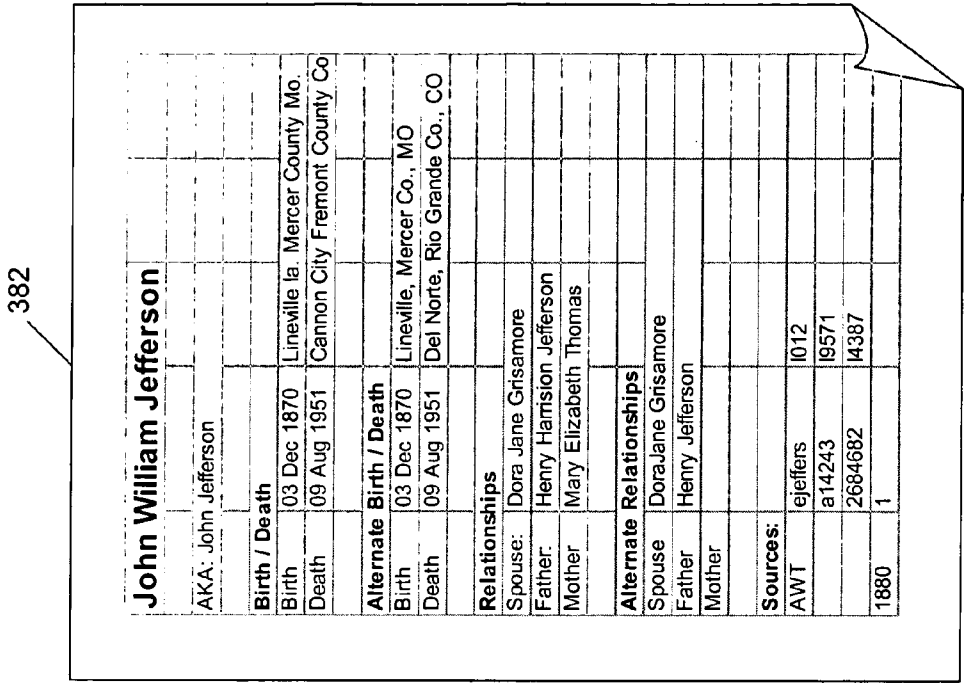 382
John William Jefferson
AKA: John Jefferson
Birth / Death
Birth 03 Dec 1870 Lineville Ia. Mercer County Mo.
Death 09 Aug 1951 Cannon City Fremont County Co
Alternate Birth / Death
Birth 03 Dec 1870 Lineville, Mercer Co., MO
Death 09 Aug 1951 Del Norte, Rio Grande Co., CO
Relationships
Spouse: Dora Jane Grisamore
Father: Henry Harrison Jefferson
Mother Mary Elizabeth Thomas
Alternate Relationships
Spouse DoraJane Grisamore
Father Henry Jefferson
Mother
Sources:
AWT ejeffers I012
a14243 I9571
2684682 I4387
1880 1